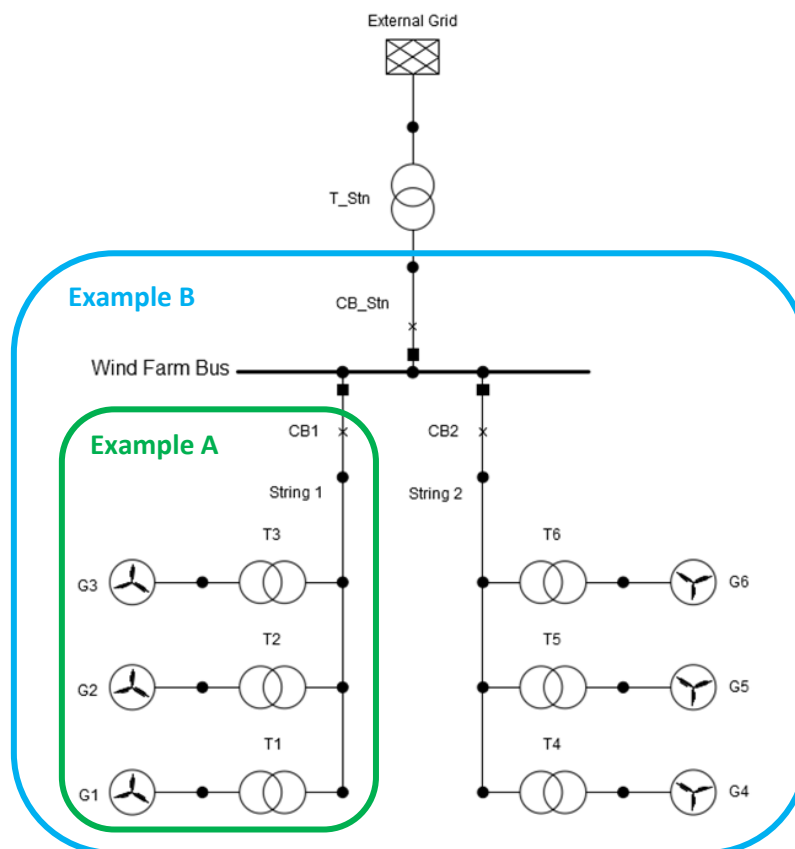 External Grid
T_Stn
Example B
CB_Stn
Wind Farm Bus
Example A
CB1
CB2
String 1
String 2
T3
T6
G3
G6
T2
T5
G2
G5
T1
T4
G1
G4